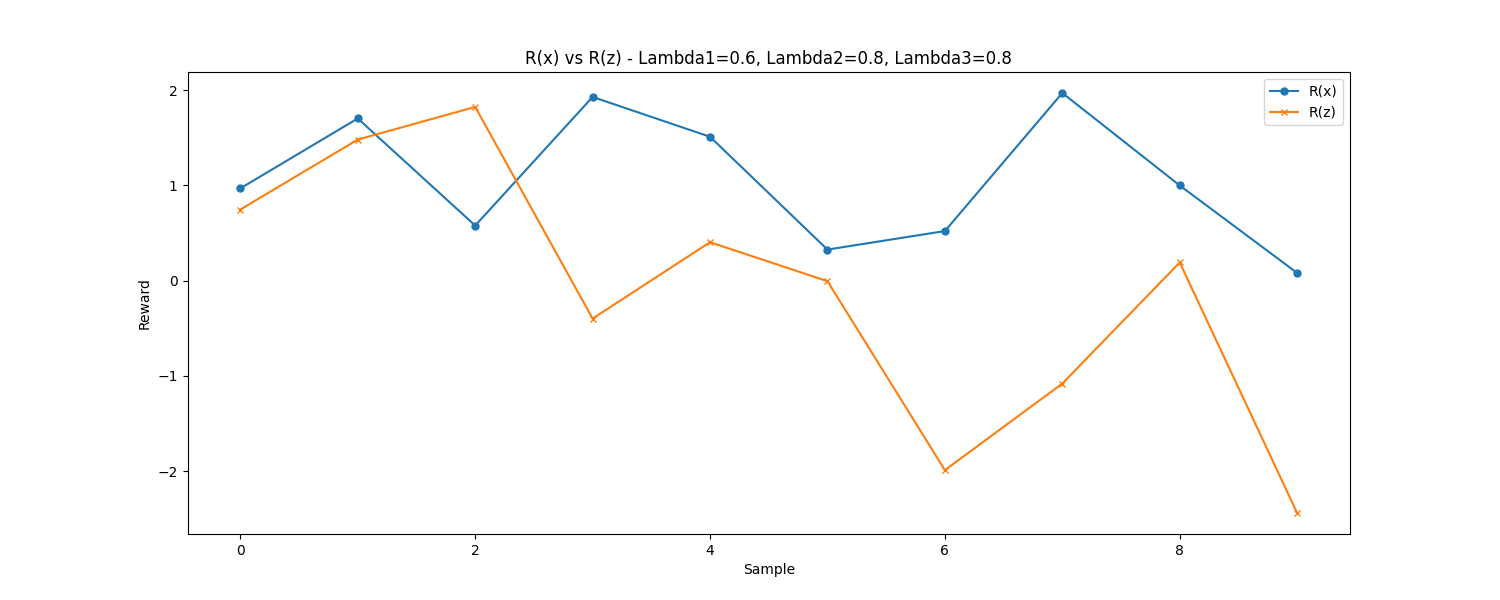 R(x) vs R(z) - Lambda1=0.6, Lambda2=0.8, Lambda3=0.8
R(x)
R(z)
2
1
0
−1
−2
Reward
0
2
4
6
8
Sample